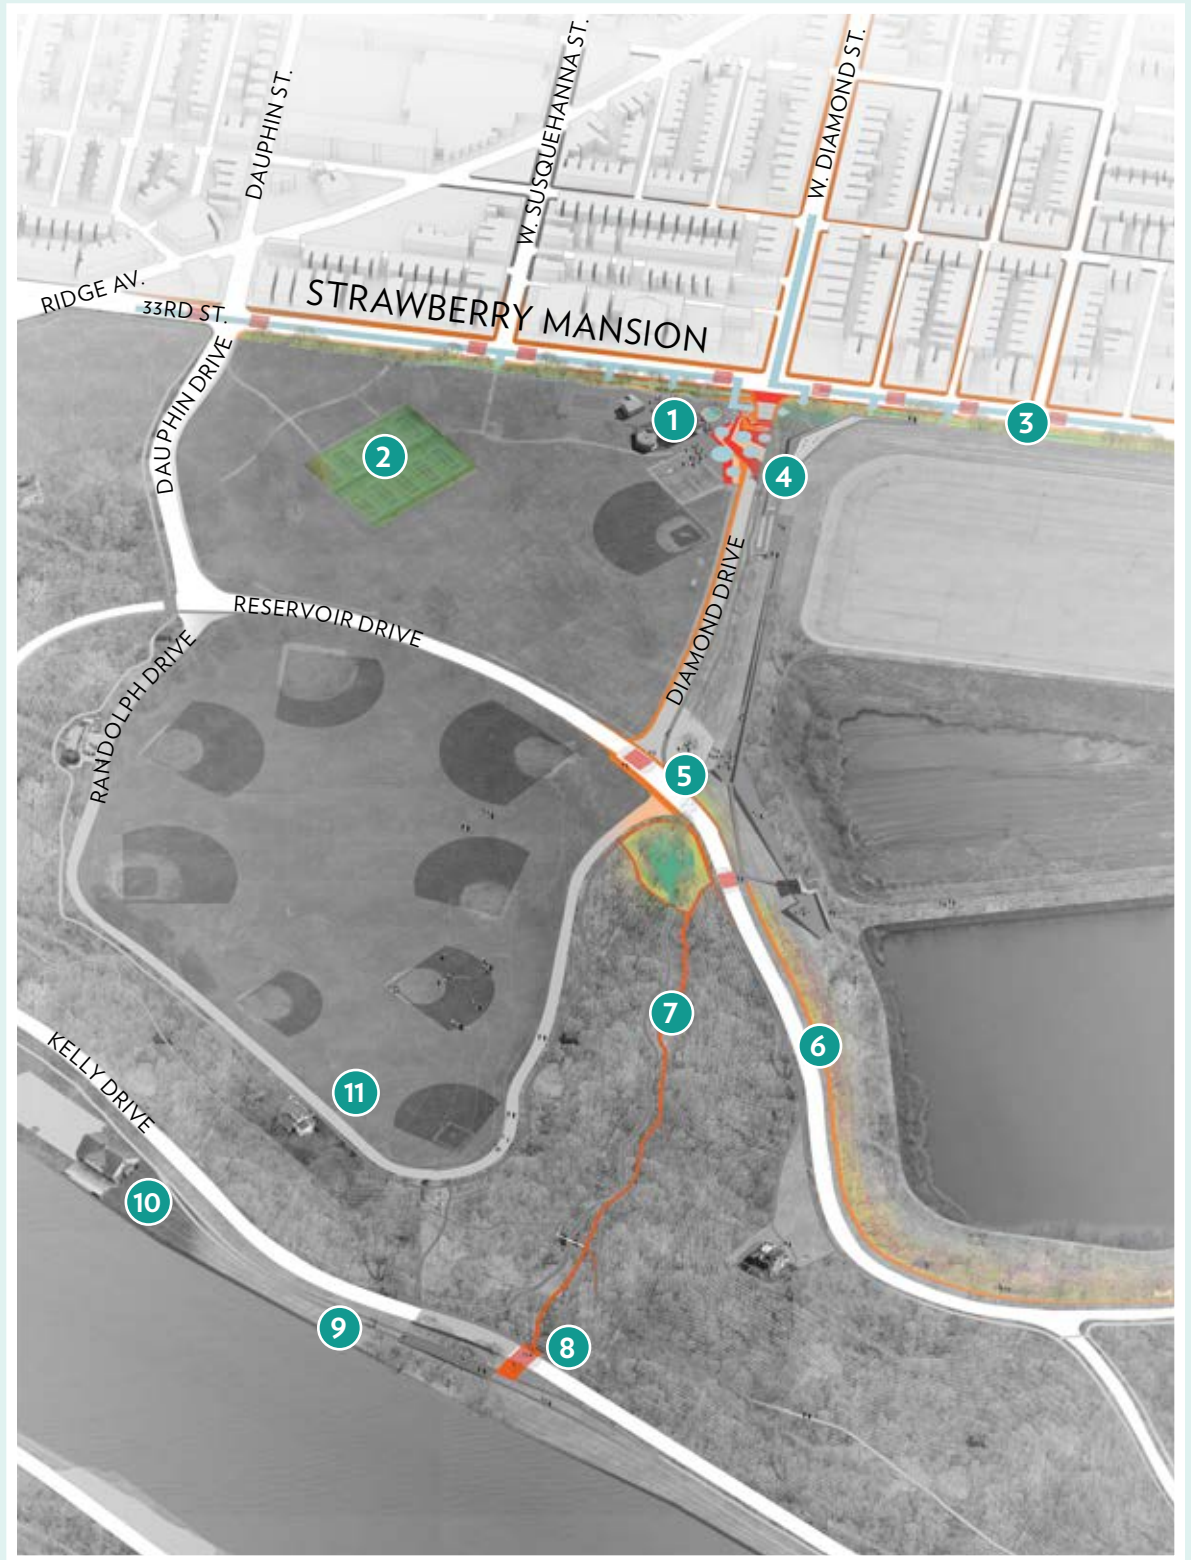 DAUPHIN ST.
W. SUSQUEHANNA ST.
W. DIAMOND ST.
RIDGE AV.
33RD ST.
STRAWBERRY MANSION
DAUPHIN DRIVE
1
2
3
4
DIAMOND DRIVE
RESERVOIR DRIVE
RANDOLPH DRIVE
5
7
6
KELLY DRIVE
11
10
9
8